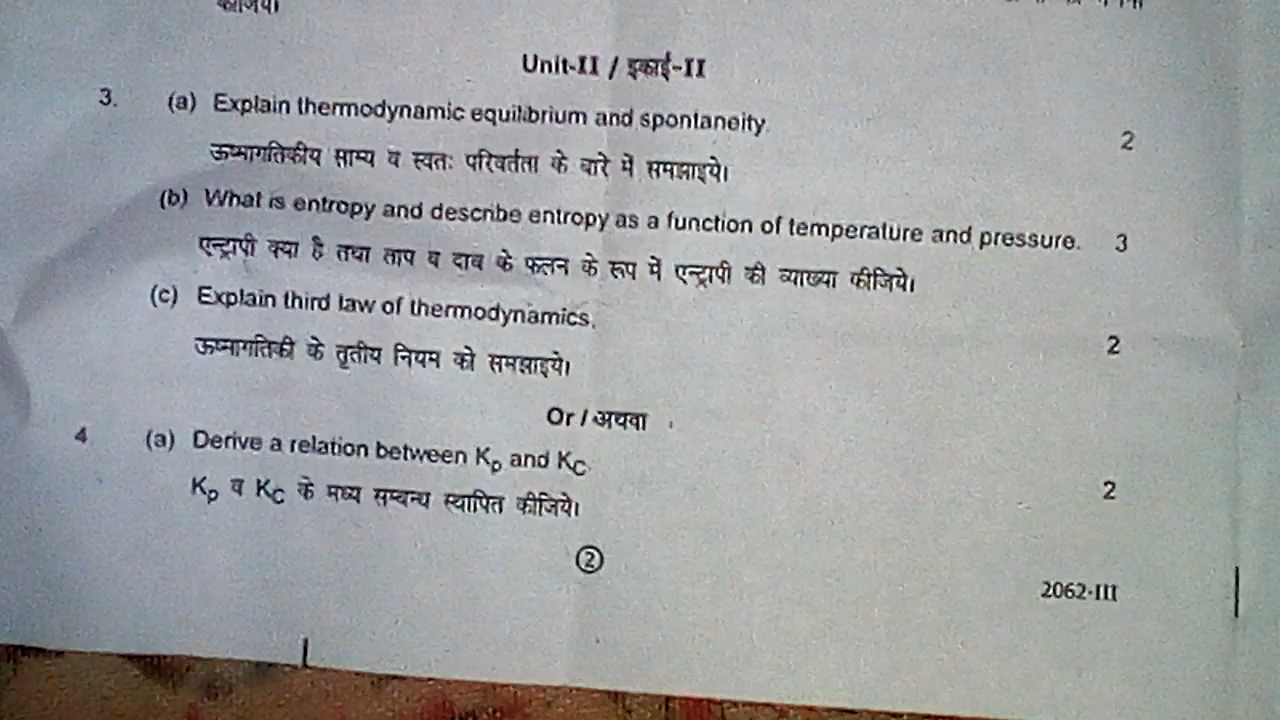 कीजिये।
Unit-II / इकाई-II
3. (a) Explain thermodynamic equilibrium and spontaneity. 2
ऊष्मागतिकीय साम्य व स्वतः परिवर्तता के बारे में समझाइये।
(b) What is entropy and describe entropy as a function of temperature and pressure. 3
एन्ट्रापी क्या है तथा ताप व दाब के फलन के रूप में एन्ट्रापी की व्याख्या कीजिये।
(c) Explain third law of thermodynamics. 2
ऊष्मागतिकी के तृतीय नियम को समझाइये।
Or / अथवा
4 (a) Derive a relation between Kp and KC. 2
Kp व KC के मध्य सम्बन्ध स्थापित कीजिये।
2
2062-III